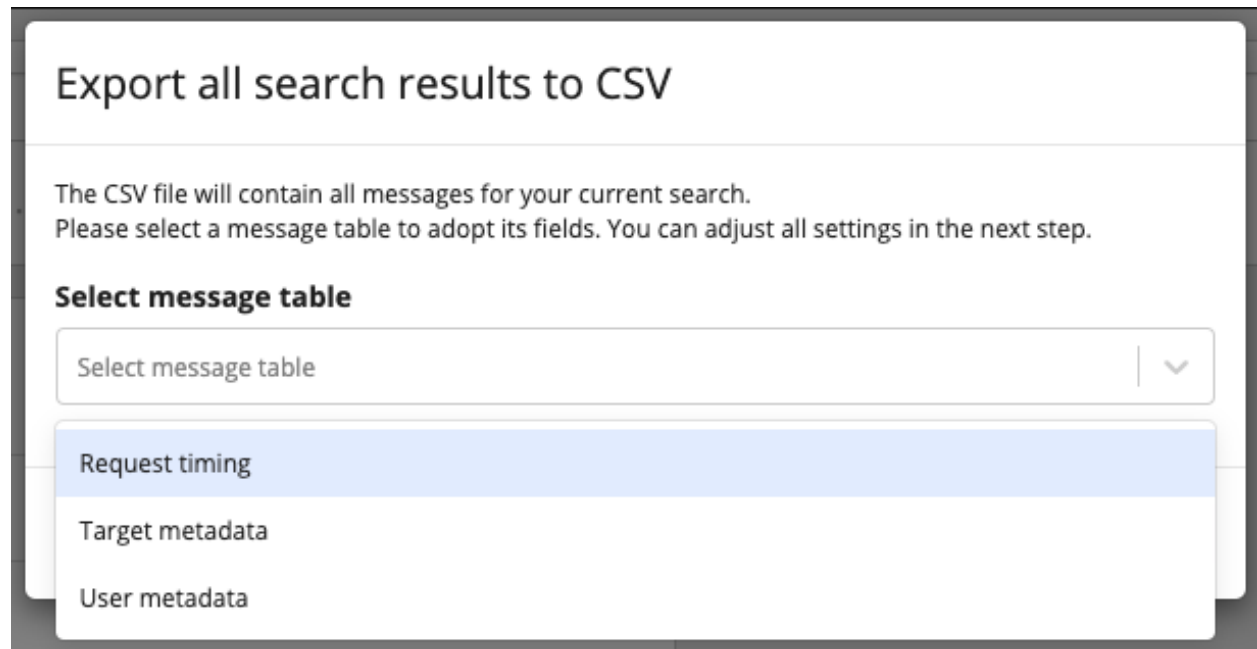 Export all search results to CSV
The CSV file will contain all messages for your current search.
Please select a message table to adopt its fields. You can adjust all settings in the next step.
Select message table
Select message table
Request timing
Target metadata
User metadata